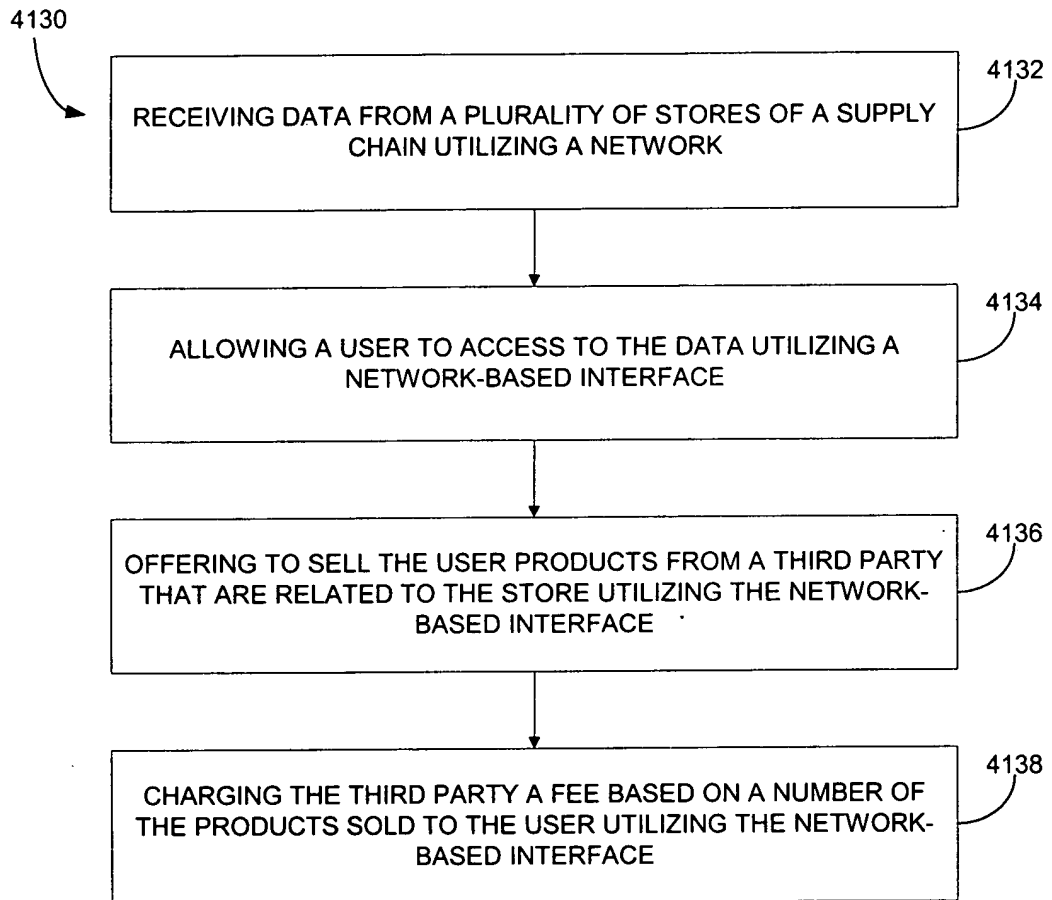 4130
4132
RECEIVING DATA FROM A PLURALITY OF STORES OF A SUPPLY
CHAIN UTILIZING A NETWORK
4134
ALLOWING A USER TO ACCESS TO THE DATA UTILIZING A
NETWORK-BASED INTERFACE
4136
OFFERING TO SELL THE USER PRODUCTS FROM A THIRD PARTY
THAT ARE RELATED TO THE STORE UTILIZING THE NETWORK-
BASED INTERFACE
4138
CHARGING THE THIRD PARTY A FEE BASED ON A NUMBER OF
THE PRODUCTS SOLD TO THE USER UTILIZING THE NETWORK-
BASED INTERFACE